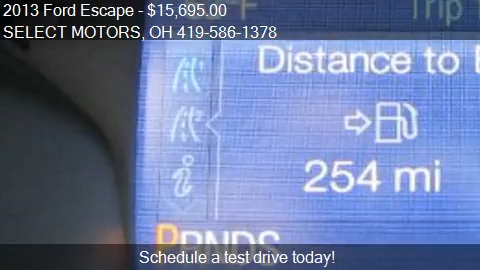 2013 Ford Escape - $15,695.00
SELECT MOTORS, OH 419-586-1378
F Trip
Distance to E
254 mi
PRNDS
Schedule a test drive today!